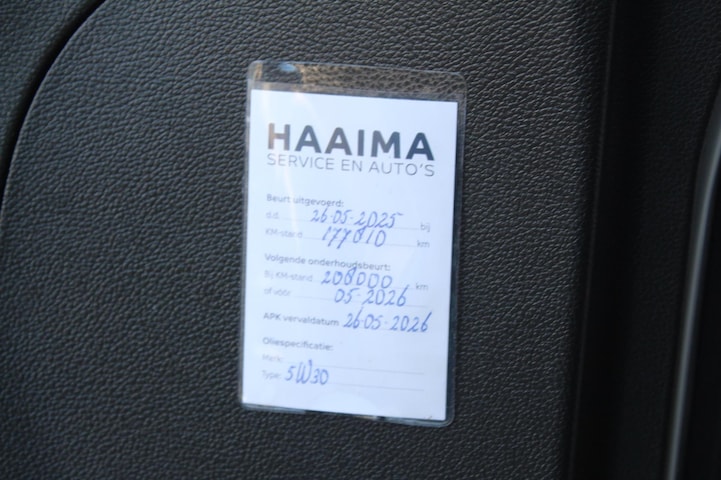 HAAIMA
SERVICE EN AUTO'S
Beurt uitgevoerd:
d.d. 26-05-2025 bij
KM-stand 177810 km
Volgende onderhoudsbeurt:
Bij KM-stand 208000 km
of vóór 05-2026
APK vervaldatum 26-05-2026
Oliespecificatie:
Merk:
Type: 5W30